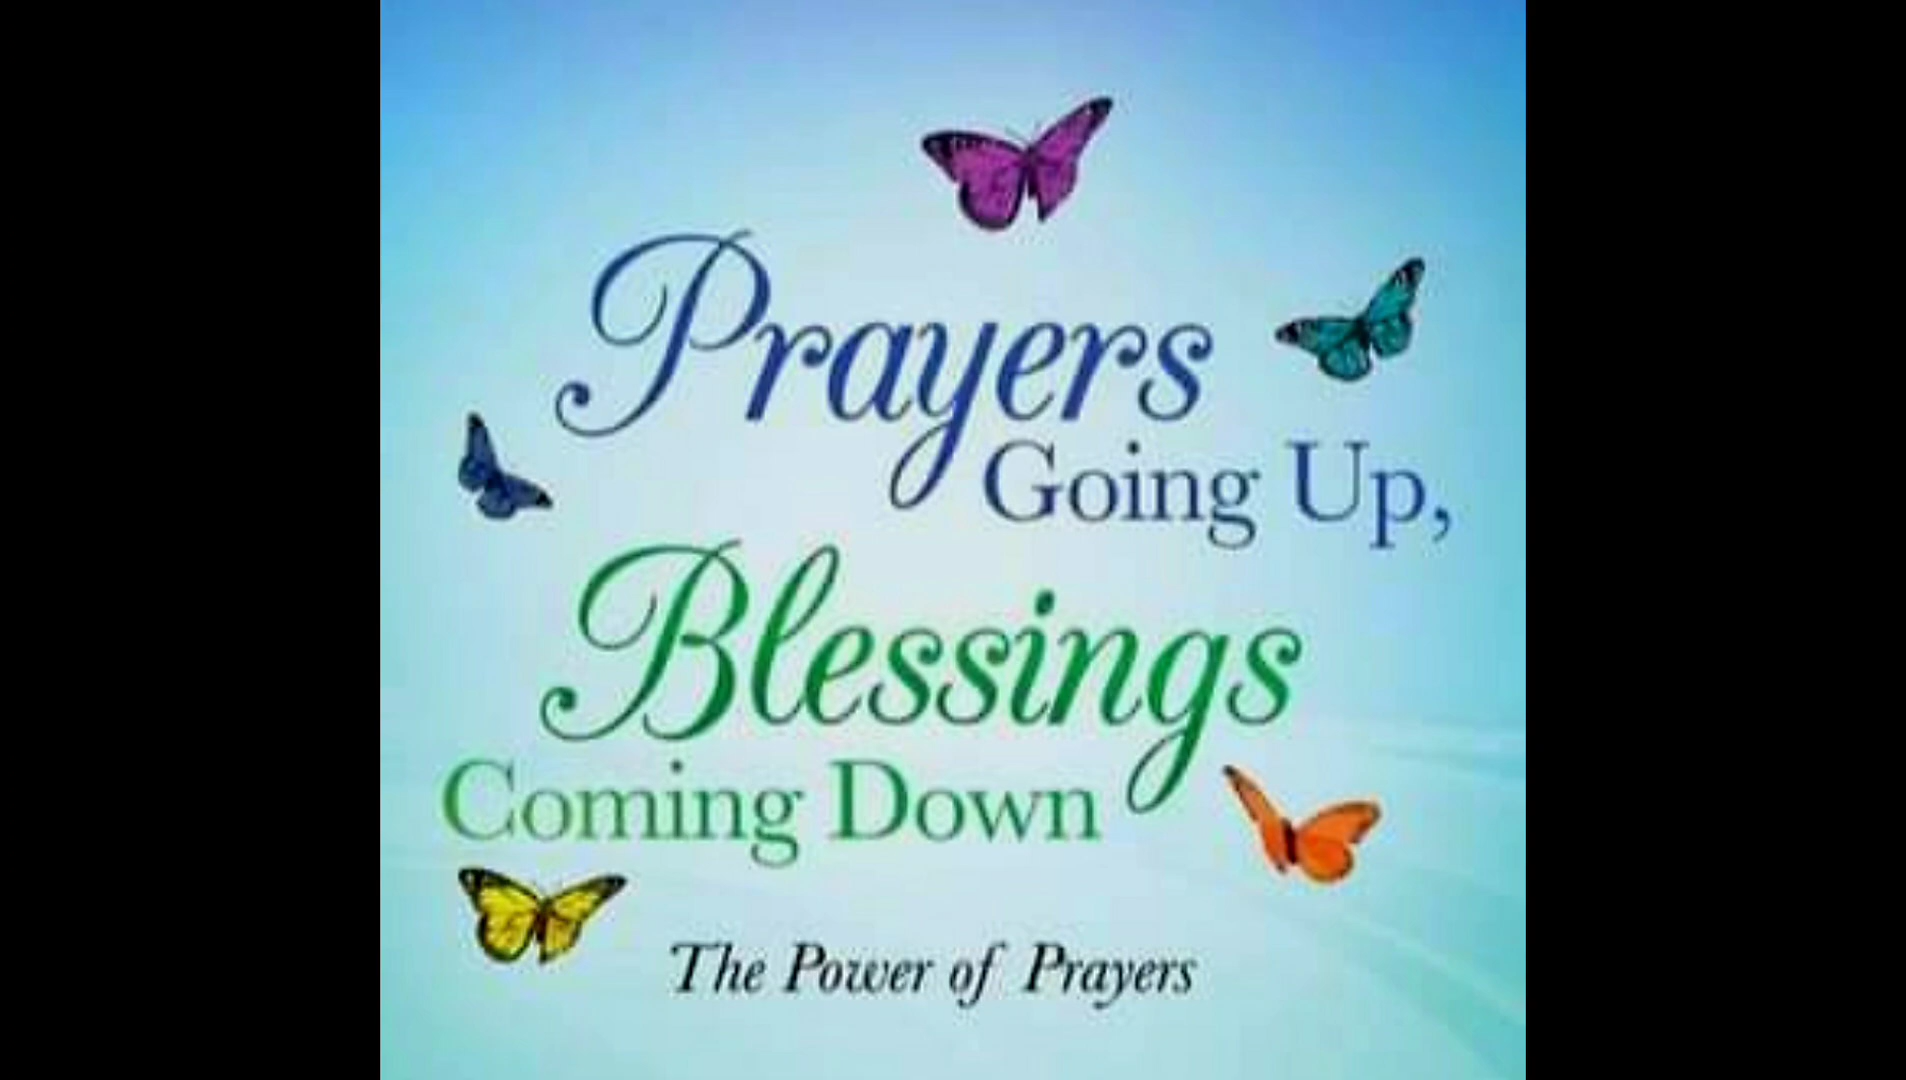 Prayers
Going Up,
Blessings
Coming Down
The Power of Prayers